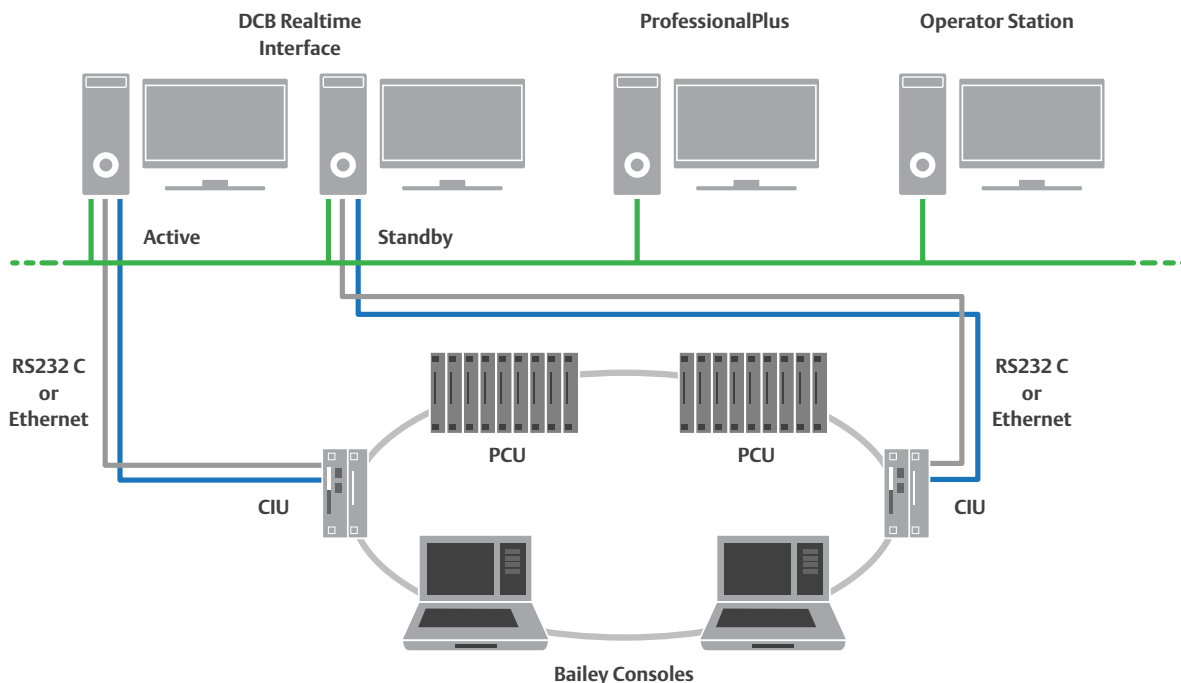 DCB Realtime
Interface
ProfessionalPlus
Operator Station
Active
Standby
RS232 C
or
Ethernet
RS232 C
or
Ethernet
PCU
PCU
CIU
CIU
Bailey Consoles